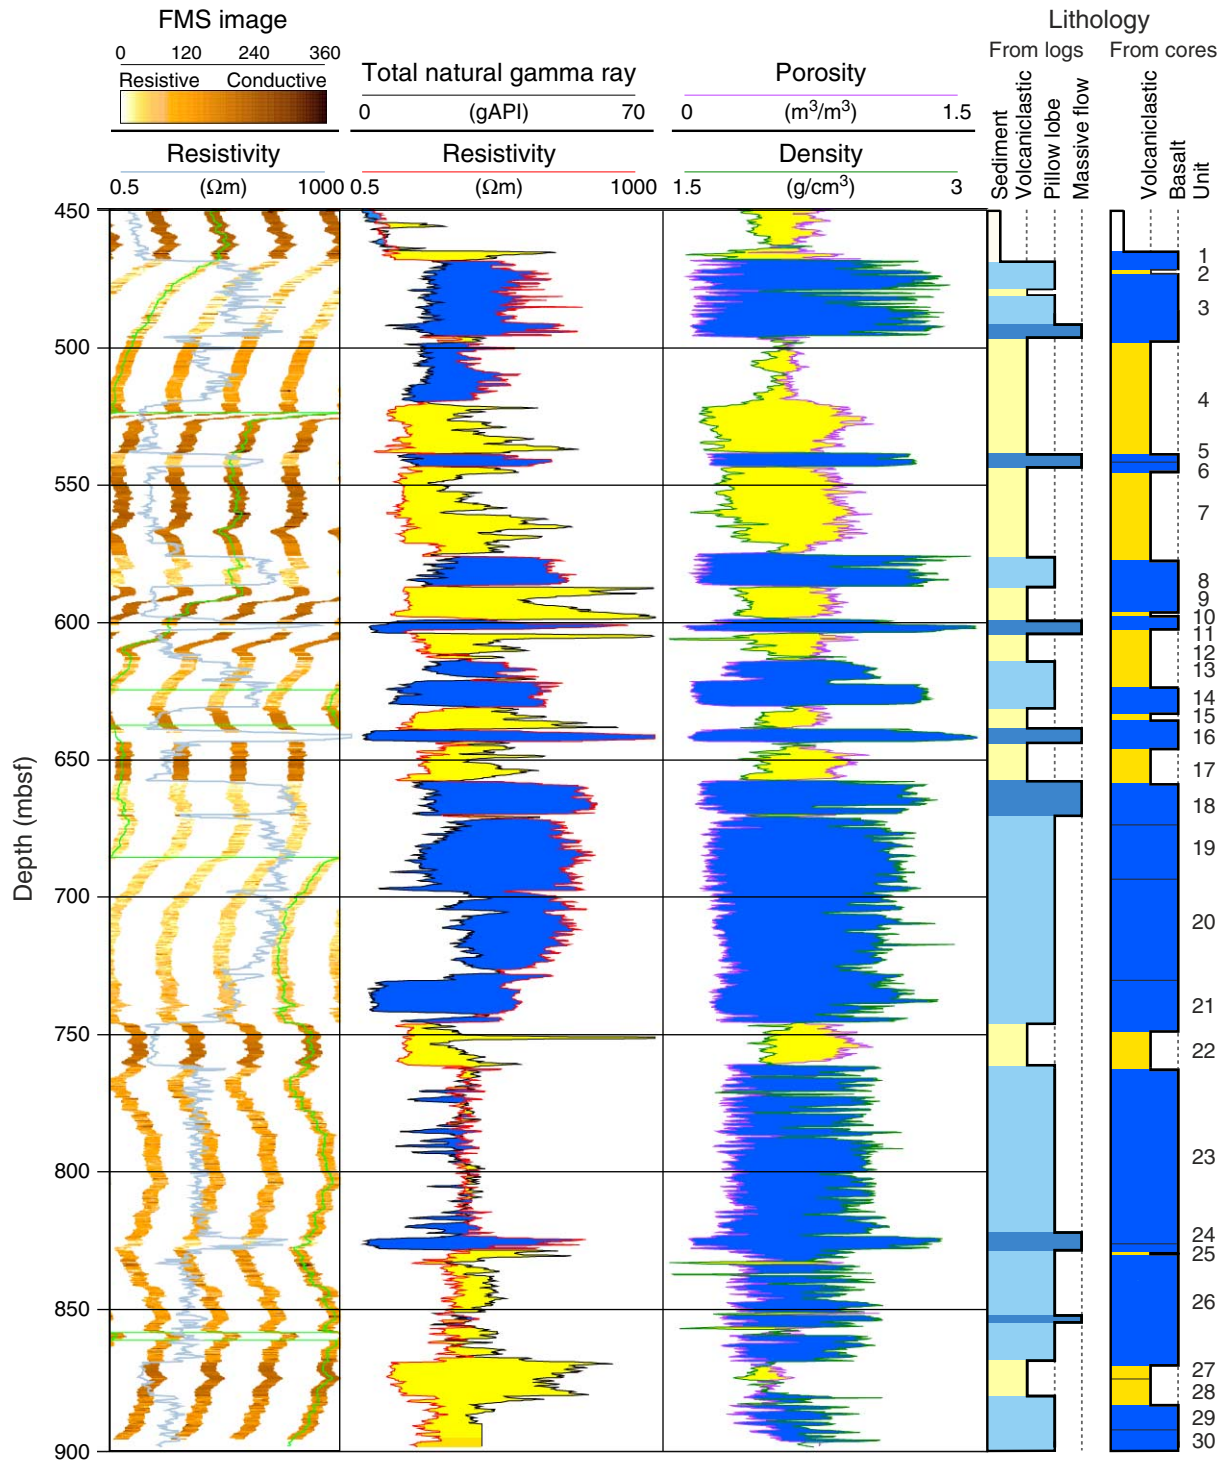 FMS image
0 120 240 360
Resistive Conductive
Resistivity
0.5 (Ωm) 1000
Total natural gamma ray
0 (gAPI) 70
Resistivity
0.5 (Ωm) 1000
Porosity
0 (m³/m³) 1.5
Density
1.5 (g/cm³) 3
Lithology
From logs From cores
Sediment
Volcaniclastic
Pillow lobe
Massive flow
Volcaniclastic
Basalt
Unit
Depth (mbsf)
450
500
550
600
650
700
750
800
850
900
1
2
3
4
5
6
7
8
9
10
11
12
13
14
15
16
17
18
19
20
21
22
23
24
25
26
27
28
29
30